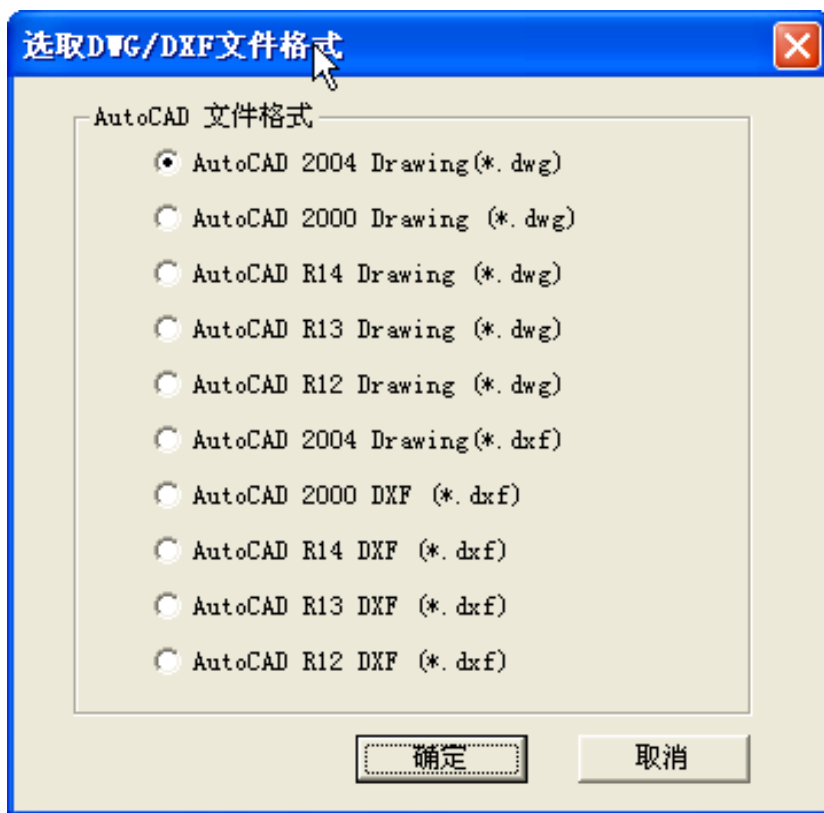 选取DWG/DXF文件格式
AutoCAD 文件格式
AutoCAD 2004 Drawing(*.dwg)
AutoCAD 2000 Drawing (*.dwg)
AutoCAD R14 Drawing (*.dwg)
AutoCAD R13 Drawing (*.dwg)
AutoCAD R12 Drawing (*.dwg)
AutoCAD 2004 Drawing(*.dxf)
AutoCAD 2000 DXF (*.dxf)
AutoCAD R14 DXF (*.dxf)
AutoCAD R13 DXF (*.dxf)
AutoCAD R12 DXF (*.dxf)
确定 取消